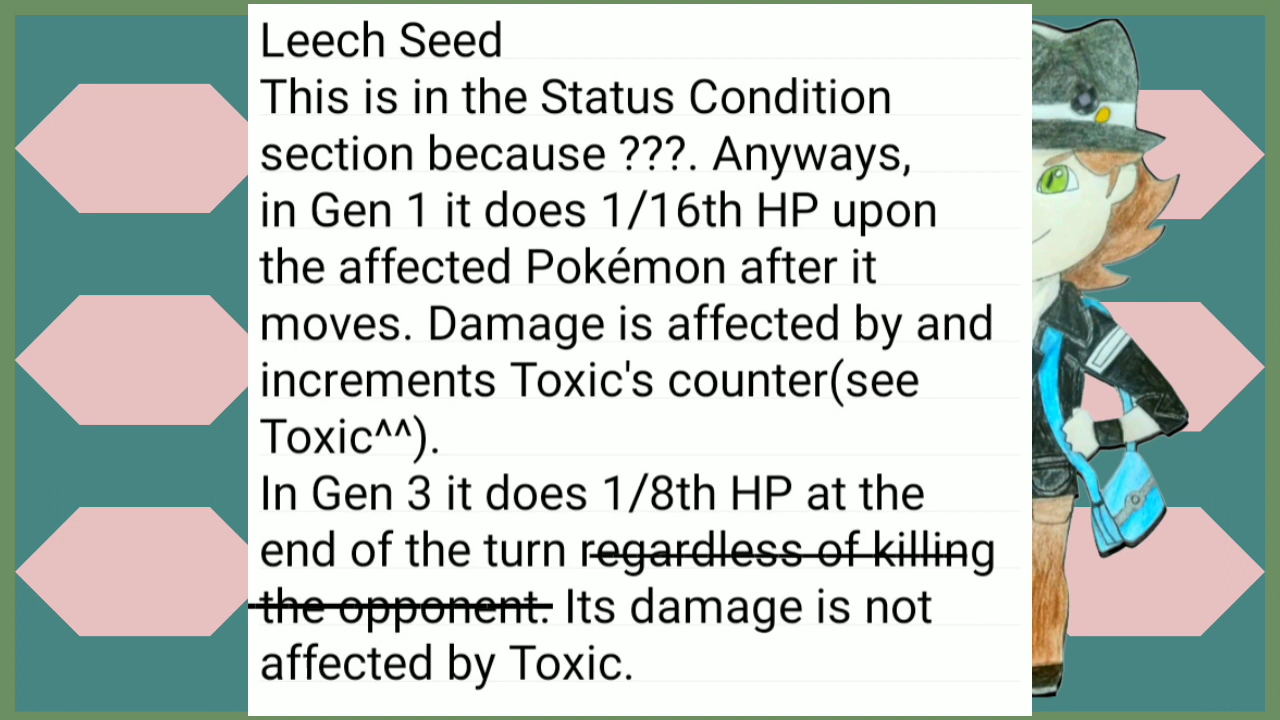 Leech Seed
This is in the Status Condition
section because ???. Anyways,
in Gen 1 it does 1/16th HP upon
the affected Pokémon after it
moves. Damage is affected by and
increments Toxic's counter(see
Toxic^^).
In Gen 3 it does 1/8th HP at the
end of the turn regardless of killing
the opponent. Its damage is not
affected by Toxic.